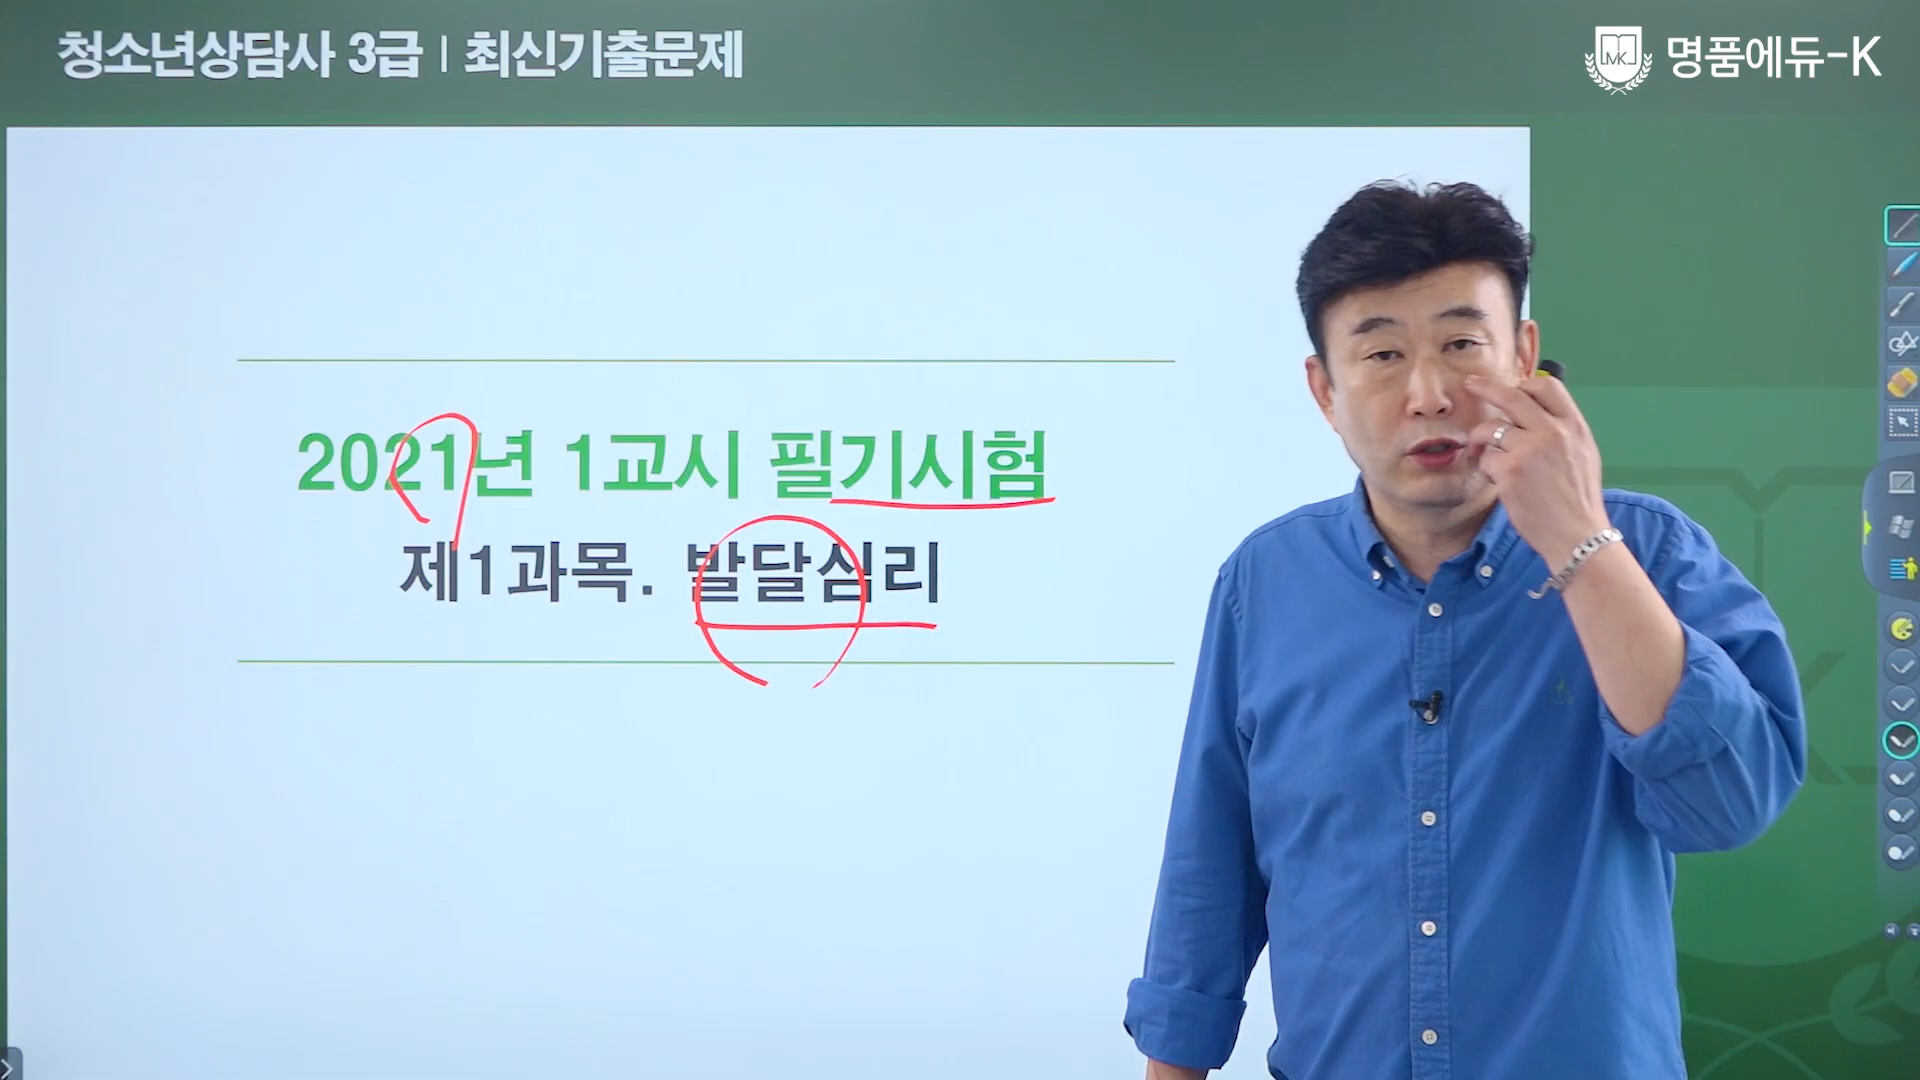 청소년상담사 3급 | 최신기출문제
MK 명품에듀-K
2021년 1교시 필기시험
제1과목. 발달심리